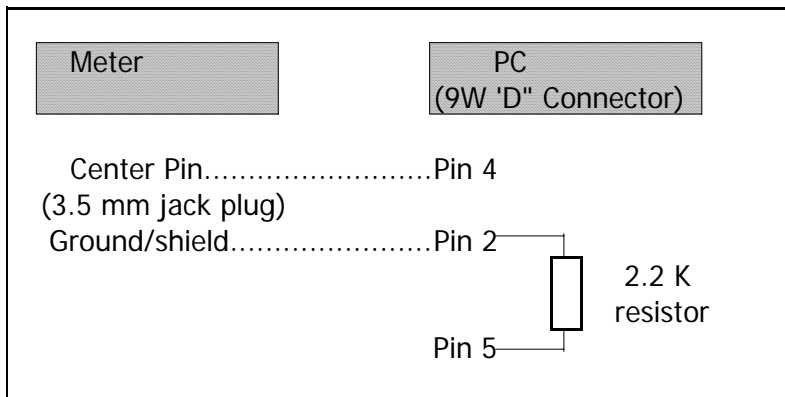 Meter
PC
(9W 'D" Connector)
Center Pin..........................Pin 4
(3.5 mm jack plug)
Ground/shield.......................Pin 2
2.2 K
resistor
Pin 5